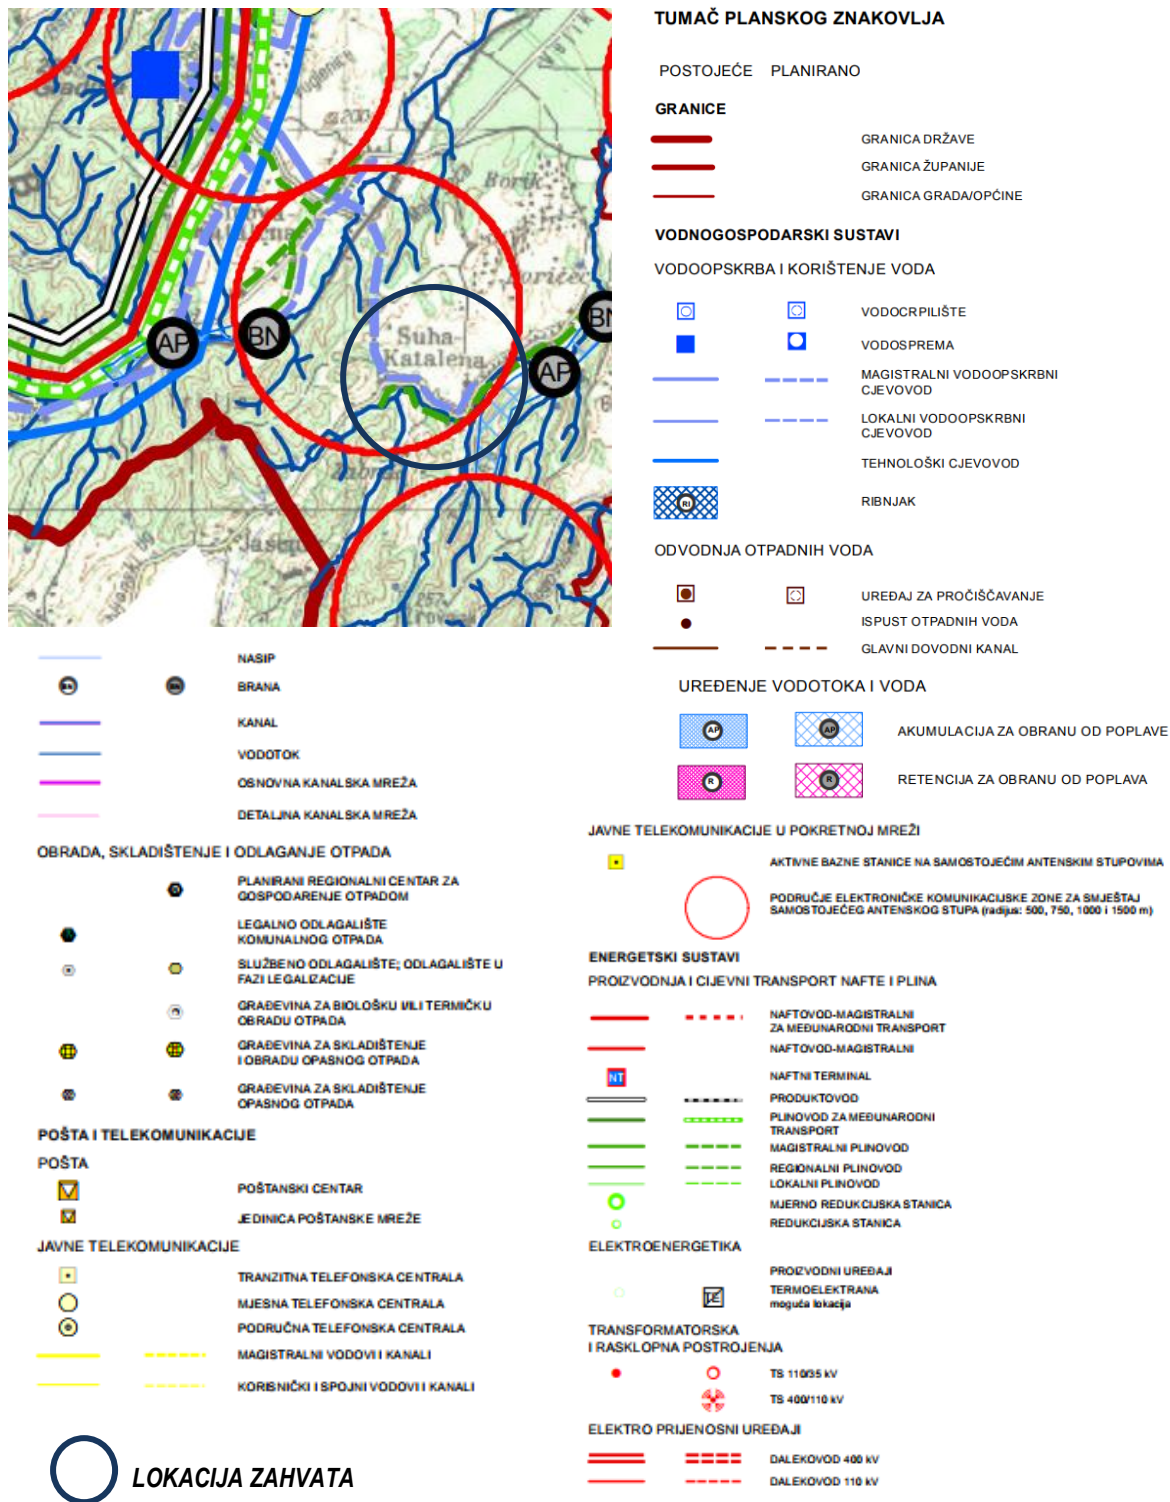 TUMAČ PLANSKOG ZNAKOVLJA
POSTOJEĆE PLANIRANO
GRANICE
GRANICA DRŽAVE
GRANICA ŽUPANIJE
GRANICA GRADA/OPĆINE
VODNOGOSPODARSKI SUSTAVI
VODOOPSKRBA I KORIŠTENJE VODA
VODOCRPILIŠTE
VODOSPREMA
MAGISTRALNI VODOOPSKRBNI
CJEVOVOD
LOKALNI VODOOPSKRBNI
CJEVOVOD
TEHNOLOŠKI CJEVOVOD
RI
RIBNJAK
ODVODNJA OTPADNIH VODA
UREĐAJ ZA PROČIŠĆAVANJE
ISPUST OTPADNIH VODA
GLAVNI DOVODNI KANAL
UREĐENJE VODOTOKA I VODA
AP AP
AKUMULACIJA ZA OBRANU OD POPLAVE
R R
RETENCIJA ZA OBRANU OD POPLAVA
200
Borik
Suha-
Katalena
AP
BN
AP
BN
NASIP
BRANA
KANAL
VODOTOK
OSNOVNA KANALSKA MREŽA
DETALJNA KANALSKA MREŽA
OBRADA, SKLADIŠTENJE I ODLAGANJE OTPADA
PLANIRANI REGIONALNI CENTAR ZA
GOSPODARENJE OTPADOM
LEGALNO ODLAGALIŠTE
KOMUNALNOG OTPADA
SLUŽBENO ODLAGALIŠTE; ODLAGALIŠTE U
FAZI LEGALIZACIJE
GRAĐEVINA ZA BIOLOŠKU I/ILI TERMIČKU
OBRADU OTPADA
GRAĐEVINA ZA SKLADIŠTENJE
I OBRADU OPASNOG OTPADA
GRAĐEVINA ZA SKLADIŠTENJE
OPASNOG OTPADA
POŠTA I TELEKOMUNIKACIJE
POŠTA
POŠTANSKI CENTAR
JEDINICA POŠTANSKE MREŽE
JAVNE TELEKOMUNIKACIJE
TRANZITNA TELEFONSKA CENTRALA
MJESNA TELEFONSKA CENTRALA
PODRUČNA TELEFONSKA CENTRALA
MAGISTRALNI VODOVI I KANALI
KORISNIČKI I SPOJNI VODOVI I KANALI
LOKACIJA ZAHVATA
JAVNE TELEKOMUNIKACIJE U POKRETNOJ MREŽI
AKTIVNE BAZNE STANICE NA SAMOSTOJEĆIM ANTENSKIM STUPOVIMA
PODRUČJE ELEKTRONIČKE KOMUNIKACIJSKE ZONE ZA SMJEŠTAJ
SAMOSTOJEĆEG ANTENSKOG STUPA (radijus: 500, 750, 1000 i 1500 m)
ENERGETSKI SUSTAVI
PROIZVODNJA I CIJEVNI TRANSPORT NAFTE I PLINA
NAFTOVOD-MAGISTRALNI
ZA MEĐUNARODNI TRANSPORT
NAFTOVOD-MAGISTRALNI
NT
NAFTNI TERMINAL
PRODUKTOVOD
PLINOVOD ZA MEĐUNARODNI
TRANSPORT
MAGISTRALNI PLINOVOD
REGIONALNI PLINOVOD
LOKALNI PLINOVOD
MJERNO REDUKCIJSKA STANICA
REDUKCIJSKA STANICA
ELEKTROENERGETIKA
PROIZVODNI UREĐAJI
TE
TERMOELEKTRANA
moguća lokacija
TRANSFORMATORSKA
I RASKLOPNA POSTROJENJA
TS 110/35 kV
TS 400/110 kV
ELEKTRO PRIJENOSNI UREĐAJI
DALEKOVOD 400 kV
DALEKOVOD 110 kV